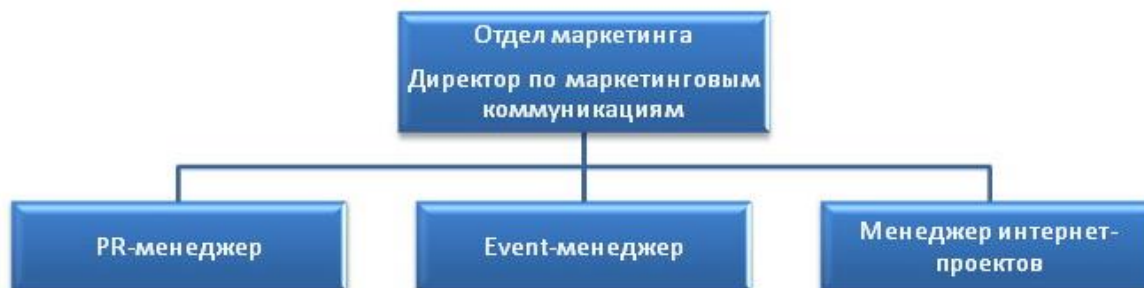 Отдел маркетинга
Директор по маркетинговым
коммуникациям
PR-менеджер
Event-менеджер
Менеджер интернет-
проектов